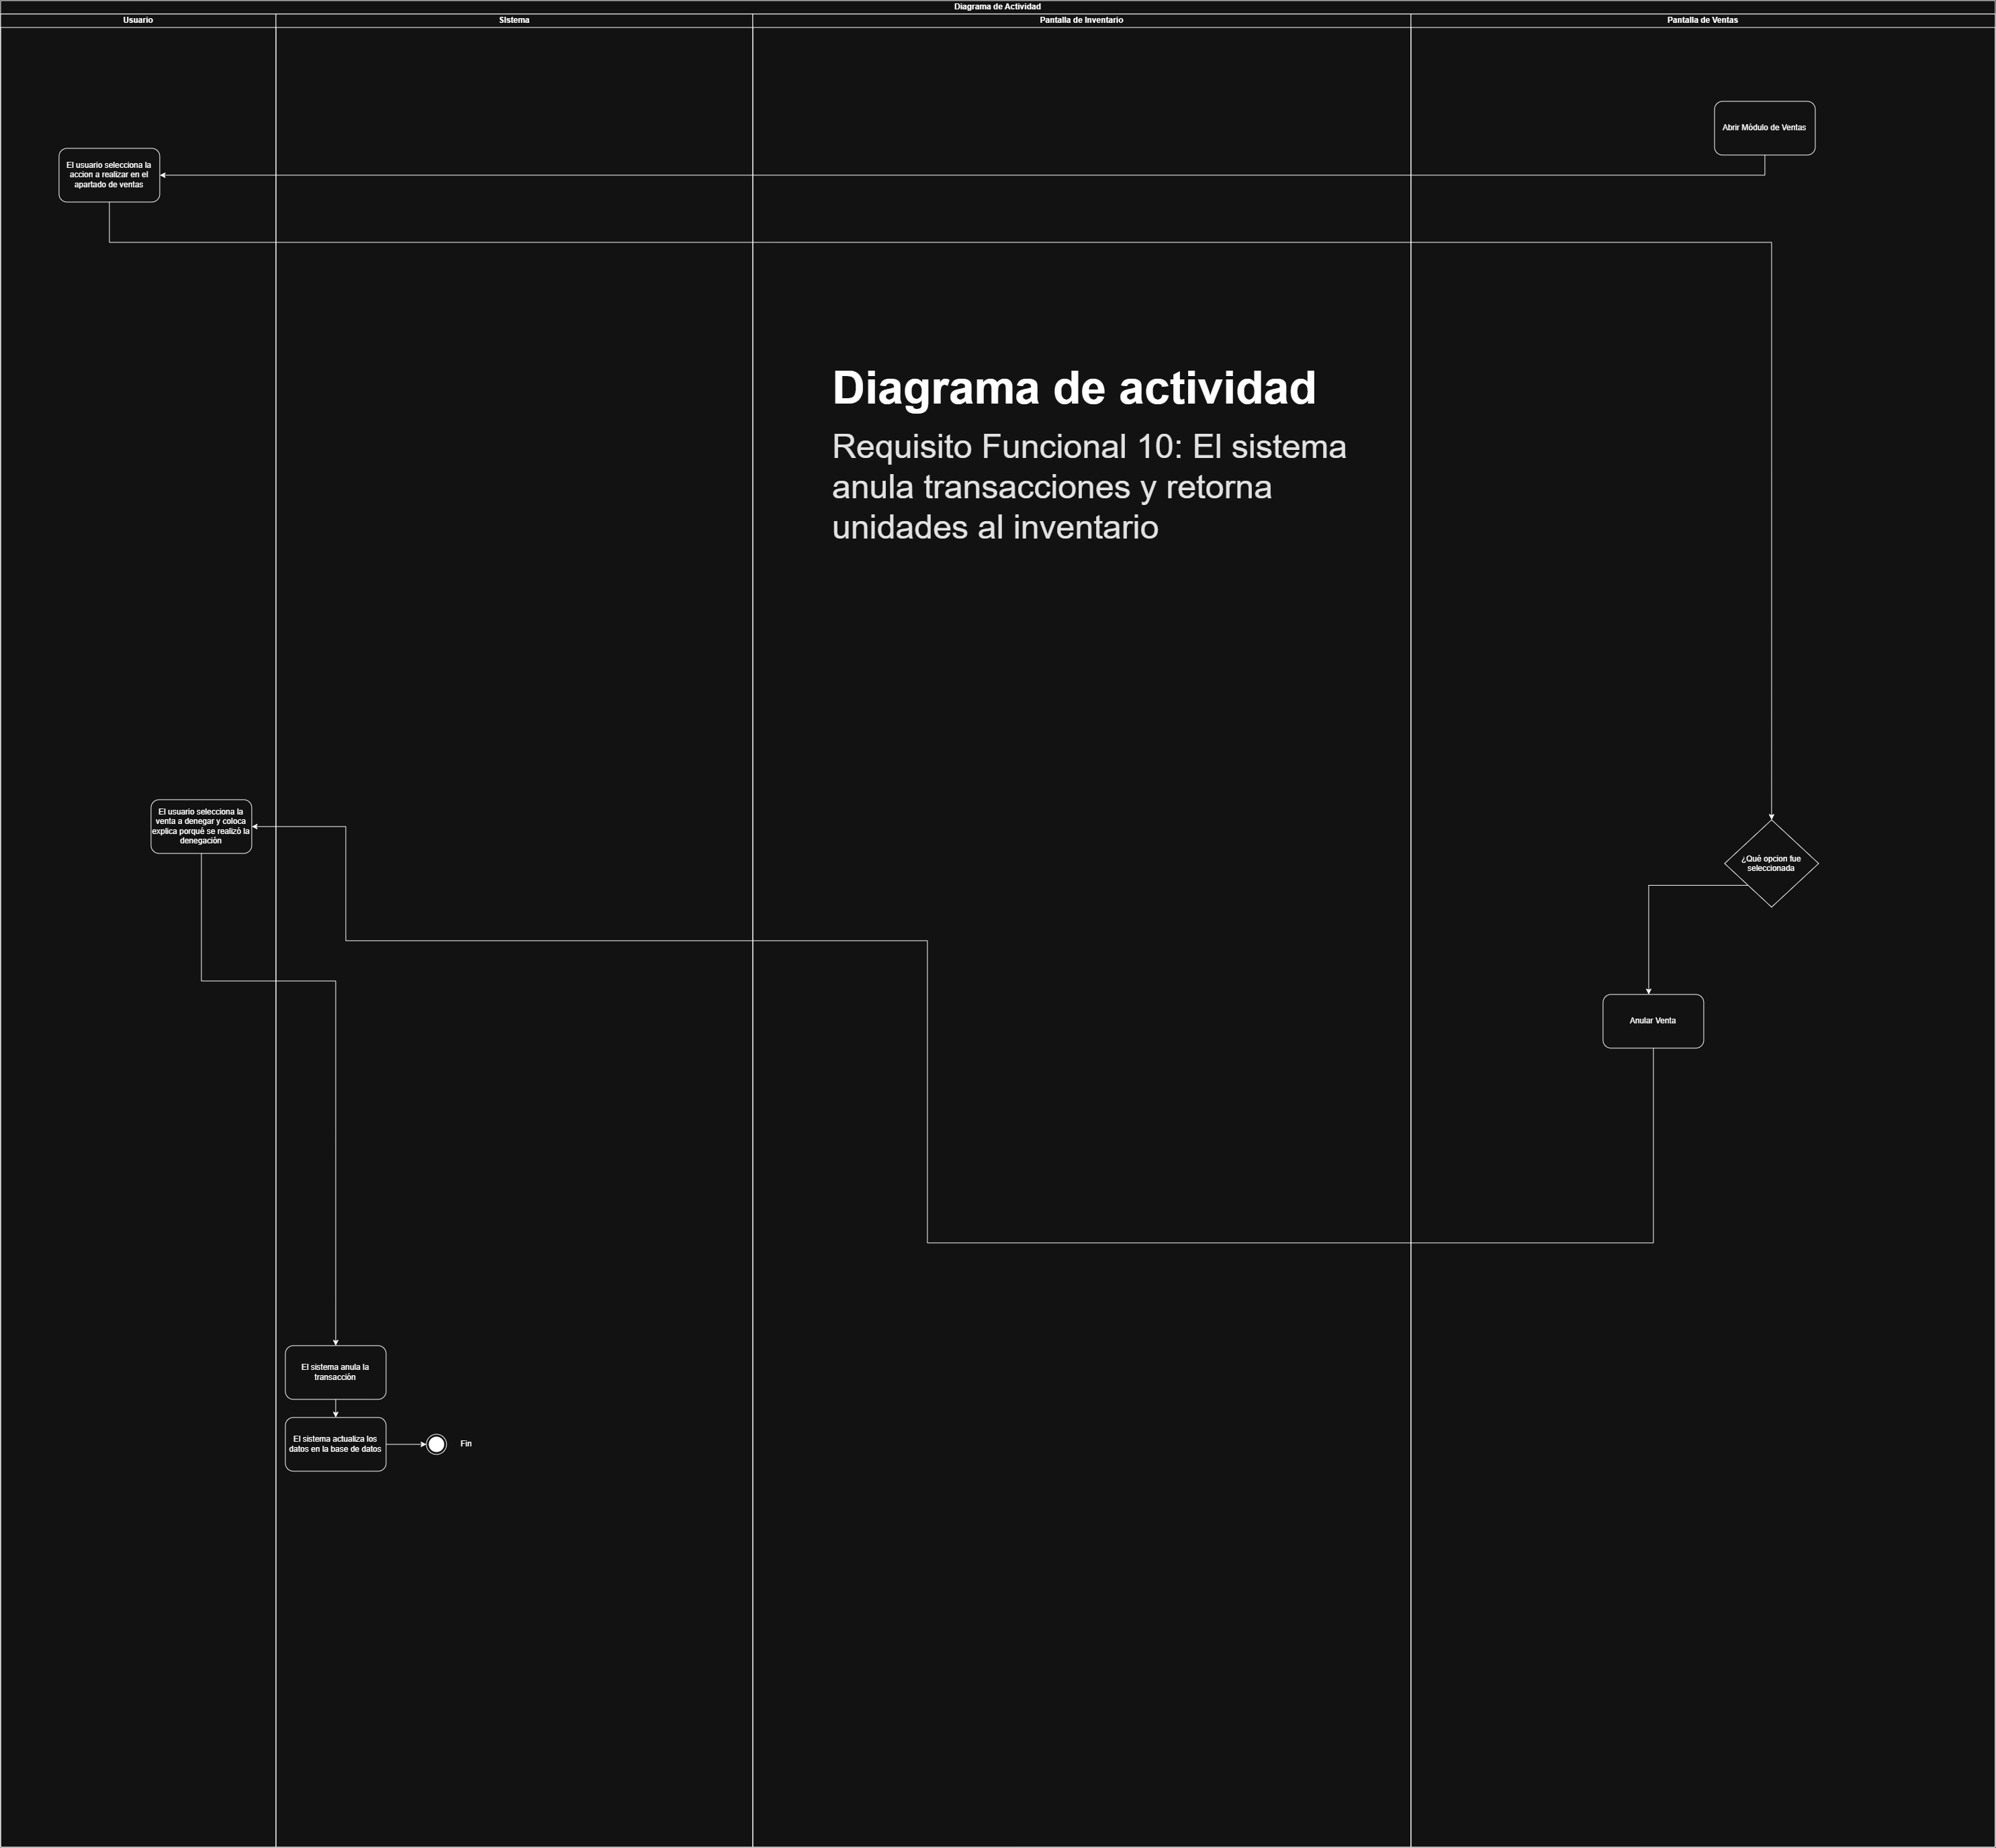 Diagrama de Actividad
Usuario
SIstema
Pantalla de Inventario
Pantalla de Ventas
Abrir Módulo de Ventas
El usuario selecciona la
accion a realizar en el
apartado de ventas
Diagrama de actividad
Requisito Funcional 10: El sistema
anula transacciones y retorna
unidades al inventario
El usuario selecciona la
venta a denegar y coloca
explica porqué se realizó la
denegación
¿Qué opcion fue
seleccionada
Anular Venta
El sistema anula la
transacción
El sistema actualiza los
datos en la base de datos
Fin